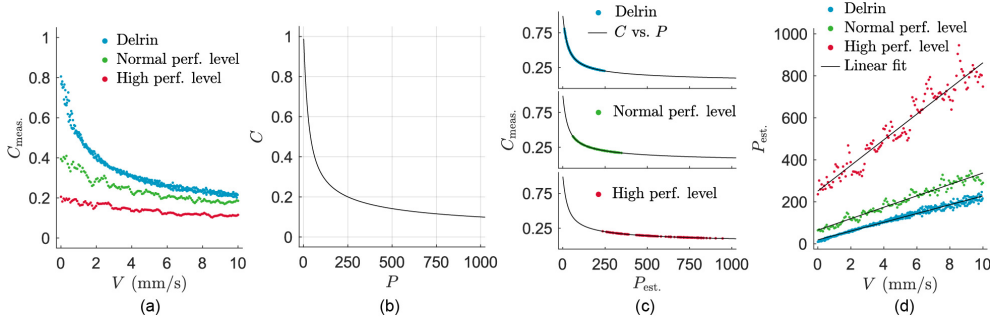 1
0.8
0.6
0.4
0.2
0
C_meas.
Delrin
Normal perf. level
High perf. level
0 2 4 6 8 10
V (mm/s)
(a)
1
0.8
0.6
0.4
0.2
0
C
0 250 500 750 1000
P
(b)
Delrin
C vs. P
0.75
0.25
Normal perf. level
0.75
0.25
C_meas.
High perf. level
0.75
0.25
0 250 500 750 1000
P_est.
(c)
Delrin
Normal perf. level
High perf. level
Linear fit
1000
800
600
400
200
0
P_est.
0 2 4 6 8 10
V (mm/s)
(d)